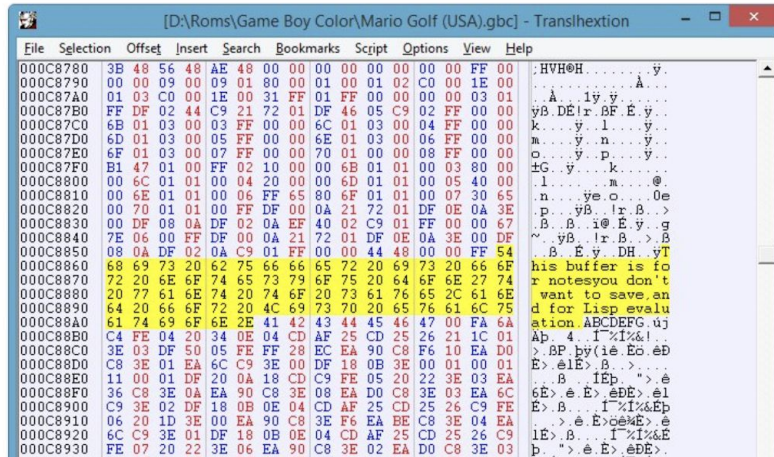 [D:\Roms\Game Boy Color\Mario Golf (USA).gbc] - Translhextion
File Selection Offset Insert Search Bookmarks Script Options View Help
000C8780 3B 48 56 48 AE 48 00 00 00 00 00 00 00 00 FF 00 ;HVH®H........ÿ.
000C8790 00 00 09 00 09 01 80 00 01 00 01 02 C0 00 1E 00 ............À...
000C87A0 01 03 C0 00 1E 00 31 FF 01 FF 00 00 00 00 03 01 ..À...1ÿ.ÿ......
000C87B0 FF DF 02 44 C9 21 72 01 DF 46 05 C9 02 FF 00 00 ÿß.DÉ!r.ßF.É.ÿ..
000C87C0 6B 01 03 00 03 FF 00 00 6C 01 03 00 04 FF 00 00 k....ÿ..l....ÿ..
000C87D0 6D 01 03 00 05 FF 00 00 6E 01 03 00 06 FF 00 00 m....ÿ..n....ÿ..
000C87E0 6F 01 03 00 07 FF 00 00 70 01 00 00 08 FF 00 00 o....ÿ..p....ÿ..
000C87F0 B1 47 01 00 FF 02 10 00 00 6B 01 01 00 03 80 00 ±G..ÿ....k......
000C8800 00 6C 01 01 00 04 20 00 00 6D 01 01 00 05 40 00 .l.... ..m....@.
000C8810 00 6E 01 01 00 06 FF 65 80 6F 01 01 00 07 30 65 .n....ÿe.o....0e
000C8820 00 70 01 01 00 FF DF 00 0A 21 72 01 DF 0E 0A 3E .p...ÿß..!r.ß..>
000C8830 00 DF 08 0A DF 02 0A EF 40 02 C9 01 FF 00 00 67
000C8840 7E 06 00 FF DF 00 0A 21 72 01 DF 0E 0A 3E 00 DF ~..ÿß..!r.ß..>.ß
000C8850 08 0A DF 02 0A C9 01 FF 00 00 44 48 00 00 FF 54 ..ß..É.ÿ..DH..ÿT
000C8860 68 69 73 20 62 75 66 66 65 72 20 69 73 20 66 6F his buffer is fo
000C8870 72 20 6E 6F 74 65 73 79 6F 75 20 64 6F 6E 27 74 r notesyou don't
000C8880 20 77 61 6E 74 20 74 6F 20 73 61 76 65 2C 61 6E want to save,an
000C8890 64 20 66 6F 72 20 4C 69 73 70 20 65 76 61 6C 75 d for Lisp evalu
000C88A0 61 74 69 6F 6E 2E 41 42 43 44 45 46 47 00 FA 6A ation.ABCDEFG.új
000C88B0 C4 FE 04 20 34 0E 04 CD AF 25 CD 25 26 21 1C 01
000C88C0 3E 03 DF 50 05 FE FF 28 EC EA 90 C8 F6 10 EA D0 >.ßP.þÿ(ìê.Èö.êÐ
000C88D0 C8 3E 01 EA 6C C9 3E 00 DF 18 0B 3E 01 00 01 00
000C88E0 11 00 01 DF 20 0A 18 CD C9 FE 05 20 22 3E 03 EA ...ß ..ÍÉþ. ">.ê
000C88F0 36 C8 3E 0A EA 90 C8 3E 08 EA D0 C8 3E 03 EA 6C 6È>.ê.È>.êÐÈ>.êl
000C8900 C9 3E 02 DF 18 0B 0E 04 CD AF 25 CD 25 26 C9 FE É>.ß....Í¯%Í%&Éþ
000C8910 06 20 1D 3E 00 EA 90 C8 3E F6 EA BE C8 3E 04 EA . .>.ê.È>öê¾È>.ê
000C8920 6C C9 3E 01 DF 18 0B 0E 04 CD AF 25 CD 25 26 C9 lÉ>.ß....Í¯%Í%&É
000C8930 FE 07 20 22 3E 06 EA 90 C8 3E 02 EA D0 C8 3E 03 þ. ">.ê.È>.êÐÈ>.